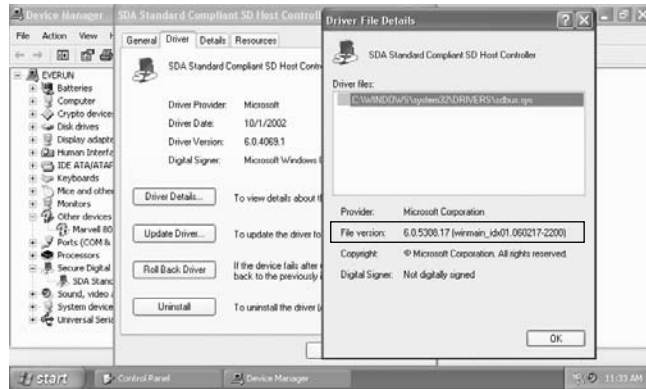 Device Manager
File Action View
EVERUN
Batteries
Computer
Crypto device
Disk drives
Display adapte
Human Interfa
IDE ATA/ATAP
Keyboards
Mice and other
Monitors
Other devices
Marvell 80
Ports (COM &
Processors
Secure Digital
SDA Stand
Sound, video
System device
Universal Seria
SDA Standard Compliant SD Host Control
General Driver Details Resources
SDA Standard Compliant SD Host Contr
Driver Provider: Microsoft
Driver Date: 10/1/2002
Driver Version: 6.0.4069.1
Digital Signer: Microsoft Windows
Driver Details... To view details about t
Update Driver... To update the driver fo
Roll Back Driver If the device fails after
back to the previously
Uninstall To uninstall the driver
Driver File Details
SDA Standard Compliant SD Host Controller
Driver files:
C:\WINDOWS\system32\DRIVERS\sdbus.sys
Provider: Microsoft Corporation
File version: 6.0.5308.17 (winmain_idx01.060217-2200)
Copyright: © Microsoft Corporation. All rights reserved.
Digital Signer: Not digitally signed
OK
start Control Panel Device Manager 11:33 AM